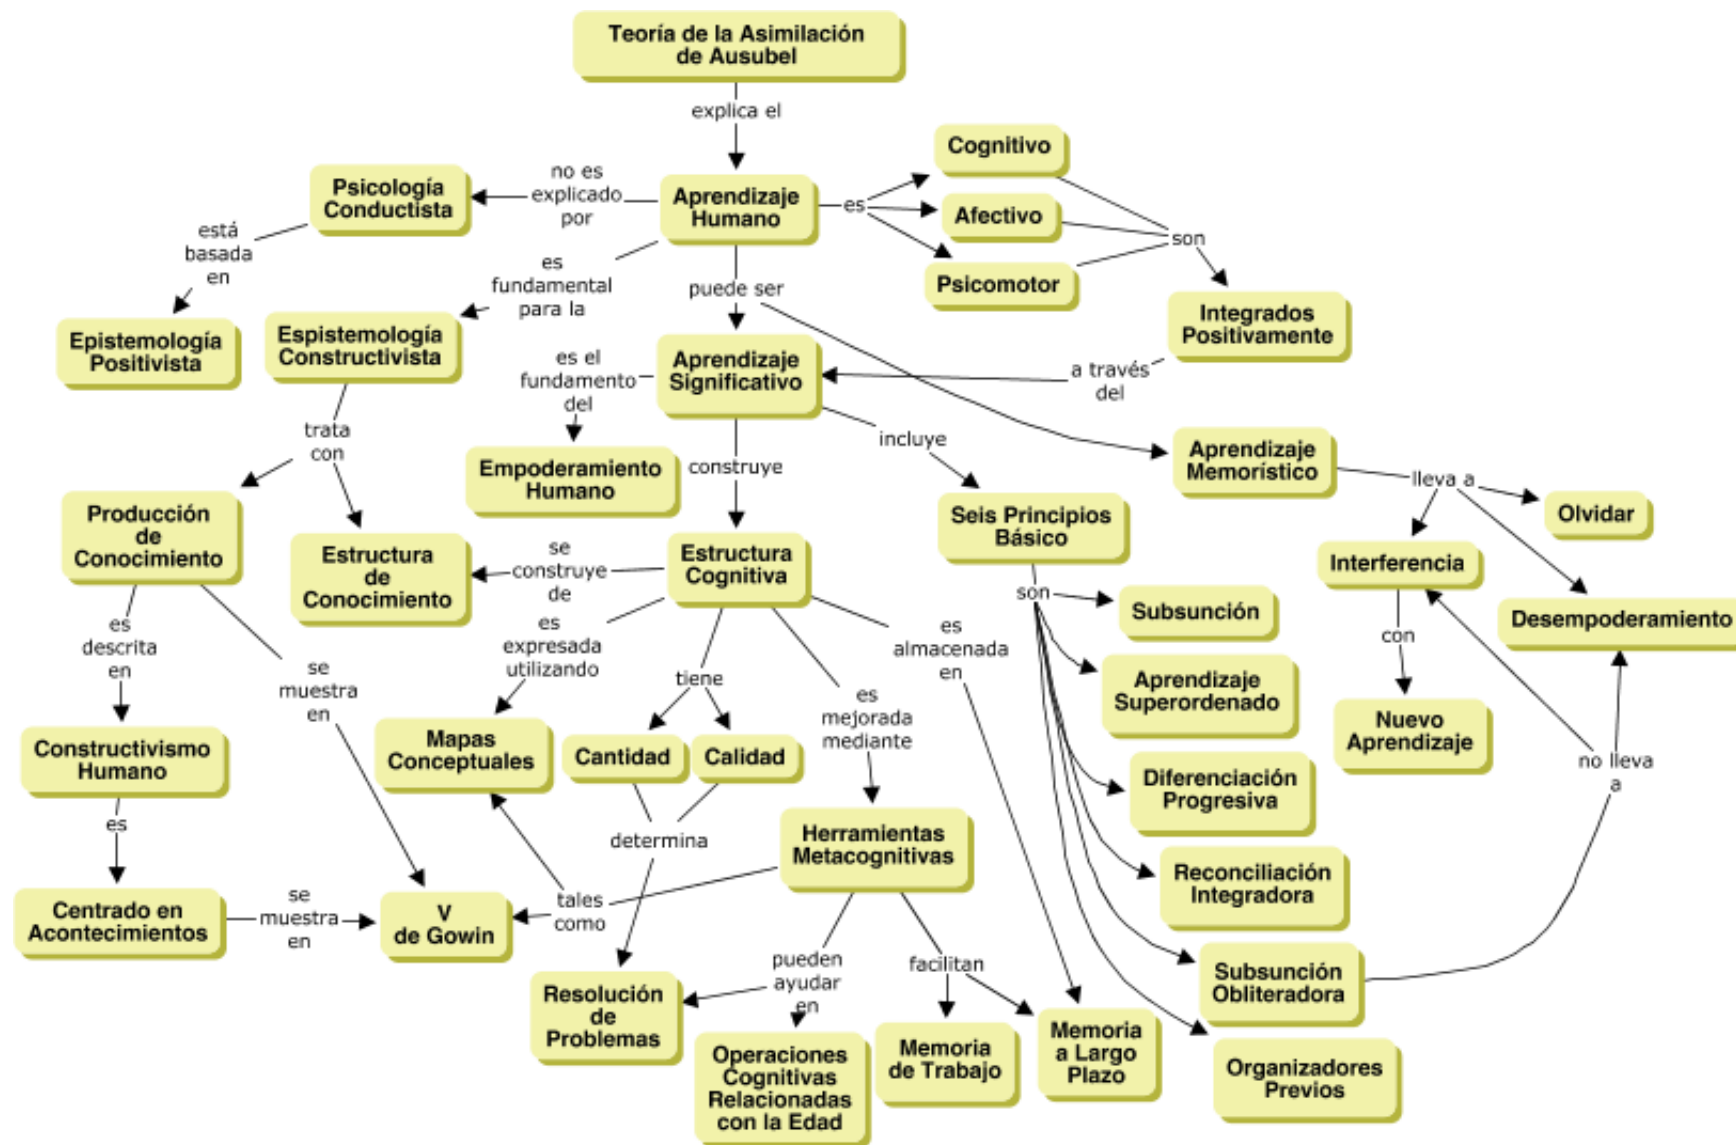 Teoría de la Asimilación
de Ausubel
explica el
Cognitivo
no es
explicado
por
Psicología
Conductista
Aprendizaje
Humano
es
Afectivo
son
está
basada
en
es
fundamental
para la
puede ser
Psicomotor
Epistemología
Positivista
Espistemología
Constructivista
Integrados
Positivamente
es el
fundamento
del
Aprendizaje
Significativo
a través
del
trata
con
Empoderamiento
Humano
construye
incluye
Aprendizaje
Memorístico
lleva a
Olvidar
Producción
de
Conocimiento
Estructura
de
Conocimiento
se
construye
de
Estructura
Cognitiva
Seis Principios
Básico
Interferencia
Desempoderamiento
son
Subsunción
es
descrita
en
se
muestra
en
es
expresada
utilizando
tiene
es
mejorada
mediante
es
almacenada
en
con
Aprendizaje
Superordenado
Nuevo
Aprendizaje
no lleva
a
Constructivismo
Humano
Mapas
Conceptuales
Cantidad
Calidad
Diferenciación
Progresiva
es
determina
Herramientas
Metacognitivas
Reconciliación
Integradora
Centrado en
Acontecimientos
se
muestra
en
V
de Gowin
tales
como
pueden
ayudar
en
facilitan
Subsunción
Obliteradora
Resolución
de
Problemas
Operaciones
Cognitivas
Relacionadas
con la Edad
Memoria
de Trabajo
Memoria
a Largo
Plazo
Organizadores
Previos